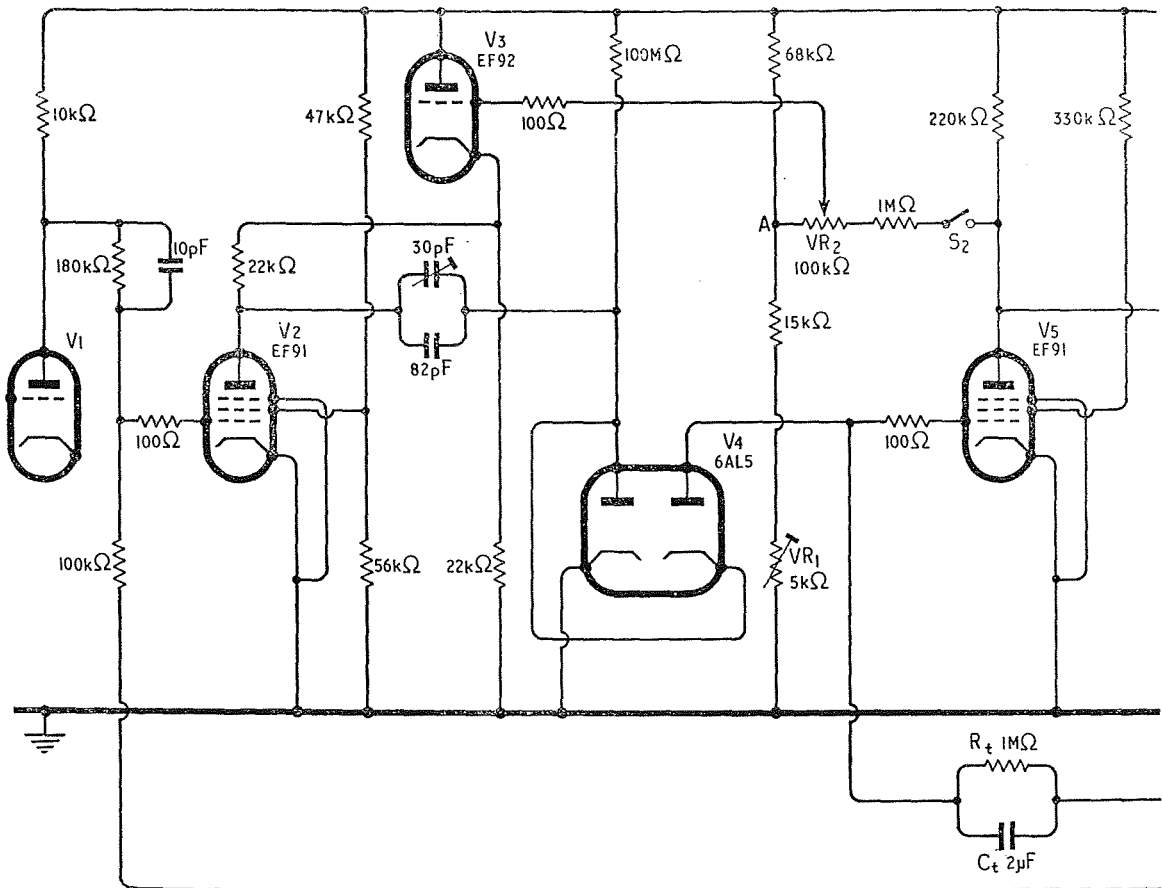 V3
EF92
100MΩ
68kΩ
10kΩ
47kΩ
100Ω
220kΩ
330kΩ
A
1MΩ
VR2
100kΩ
S2
10pF
180kΩ
22kΩ
30pF
82pF
15kΩ
V1
V2
EF91
V5
EF91
100Ω
V4
6AL5
100Ω
100kΩ
56kΩ
22kΩ
VR1
5kΩ
Rt 1MΩ
Ct 2µF